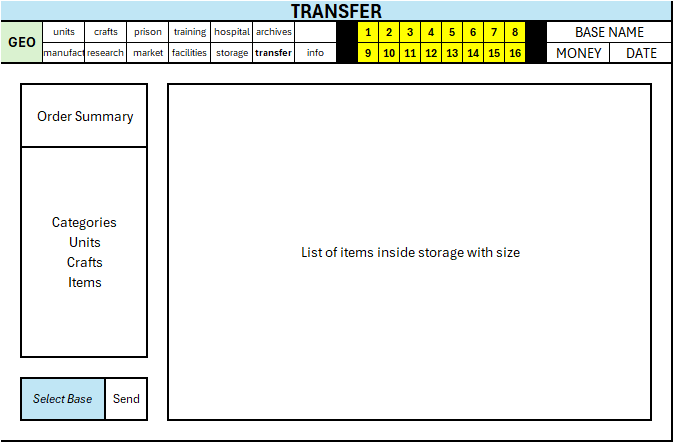 TRANSFER
GEO units crafts prison training hospital archives 1 2 3 4 5 6 7 8 BASE NAME
manufact research market facilities storage transfer info 9 10 11 12 13 14 15 16 MONEY DATE
Order Summary
Categories
Units
Crafts
Items
List of items inside storage with size
Select Base Send